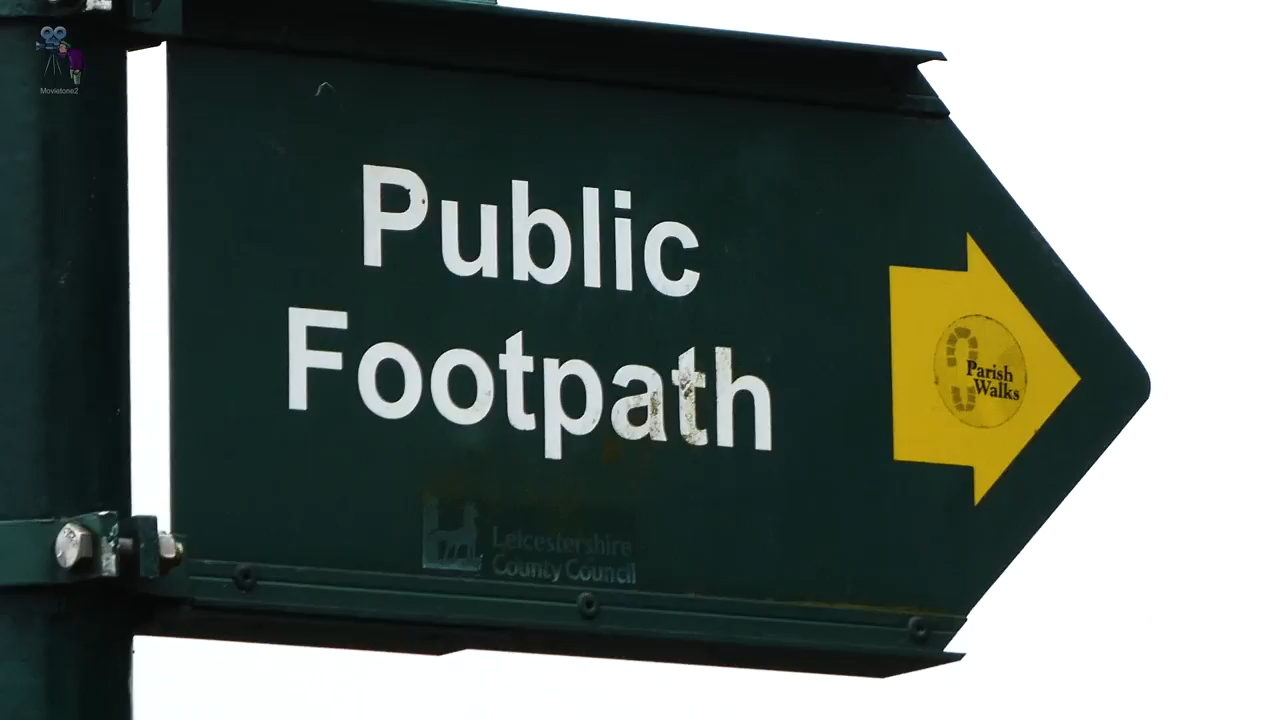 Movietone2
Public
Footpath
Parish
Walks
Leicestershire
County Council